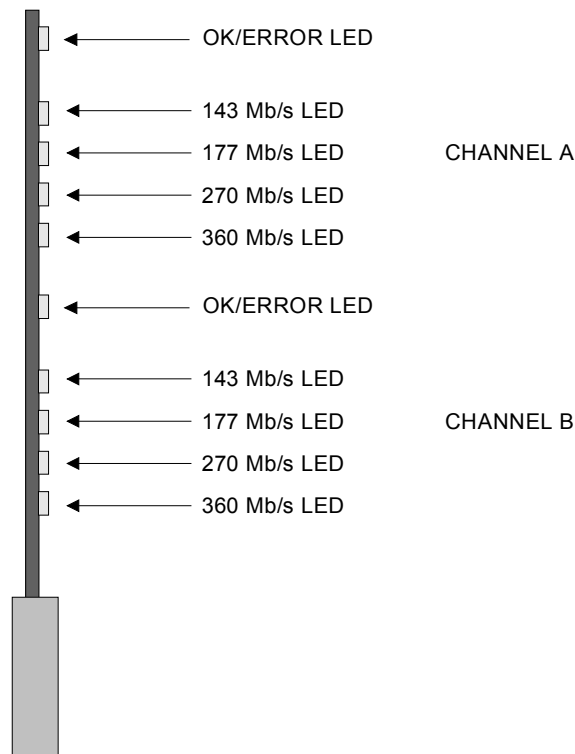 OK/ERROR LED
143 Mb/s LED
177 Mb/s LED CHANNEL A
270 Mb/s LED
360 Mb/s LED
OK/ERROR LED
143 Mb/s LED
177 Mb/s LED CHANNEL B
270 Mb/s LED
360 Mb/s LED